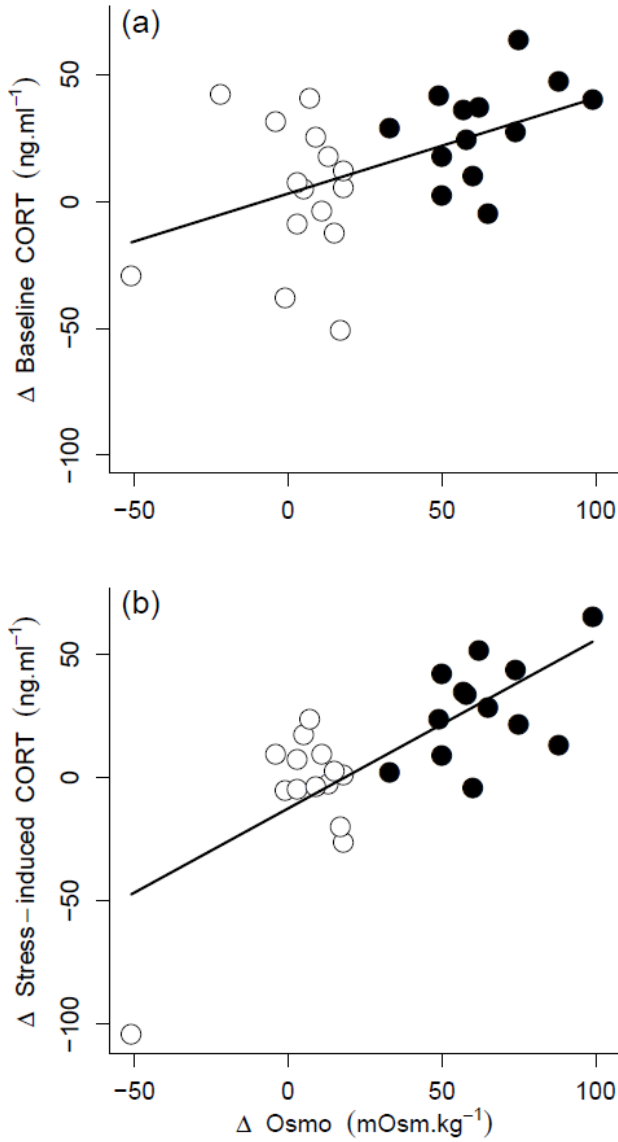 (a)
Δ Baseline CORT (ng.ml⁻¹)
50
0
−50
−100
−50 0 50 100
(b)
Δ Stress−induced CORT (ng.ml⁻¹)
50
0
−50
−100
−50 0 50 100
Δ Osmo (mOsm.kg⁻¹)